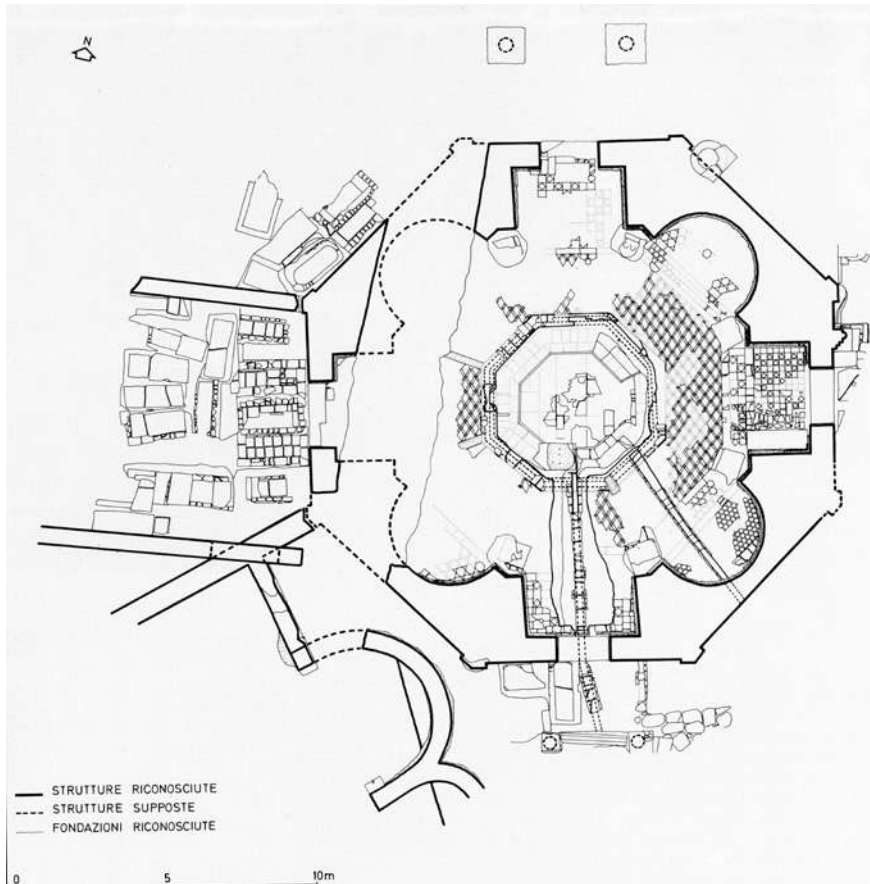 N
STRUTTURE RICONOSCIUTE
STRUTTURE SUPPOSTE
FONDAZIONI RICONOSCIUTE
0 5 10m